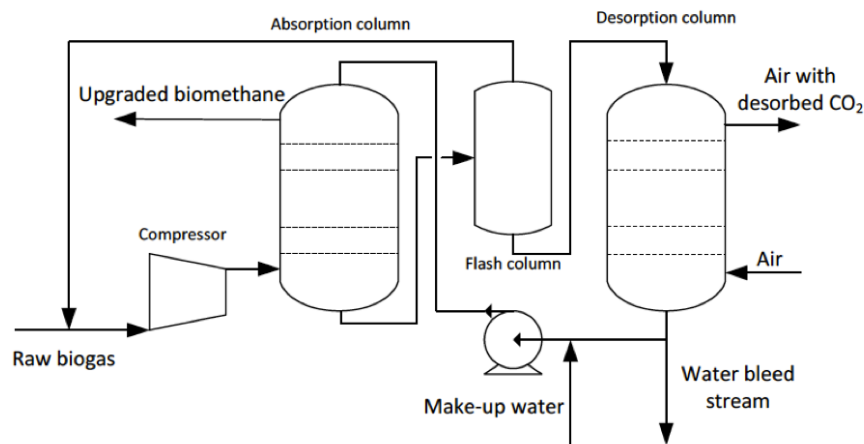 Absorption column
Desorption column
Upgraded biomethane
Air with
desorbed CO₂
Compressor
Flash column
Air
Raw biogas
Make-up water
Water bleed
stream